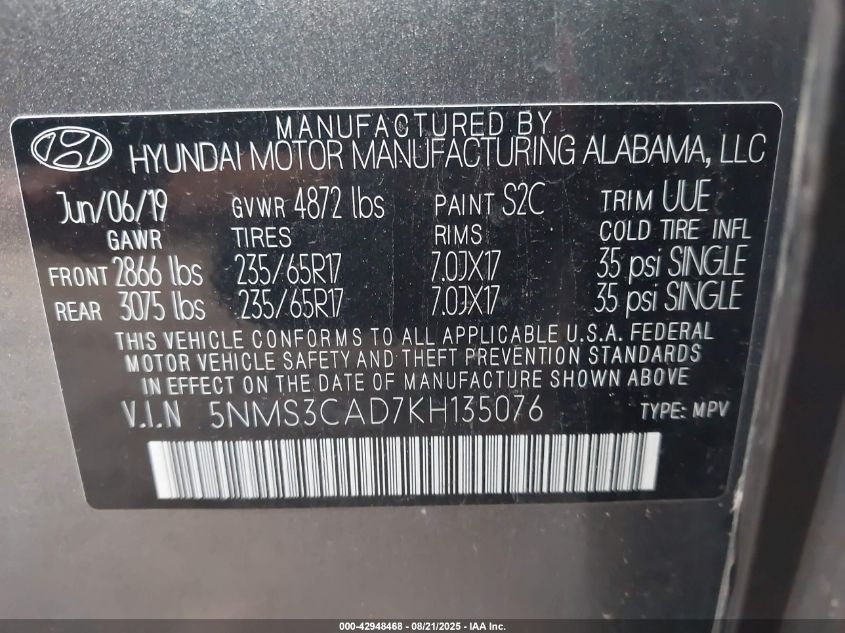 MANUFACTURED BY
HYUNDAI MOTOR MANUFACTURING ALABAMA, LLC
Jun/06/19 GVWR 4872 lbs PAINT S2C TRIM UUE
GAWR TIRES RIMS COLD TIRE INFL
FRONT 2866 lbs 235/65R17 7.0JX17 35 psi SINGLE
REAR 3075 lbs 235/65R17 7.0JX17 35 psi SINGLE
THIS VEHICLE CONFORMS TO ALL APPLICABLE U.S.A. FEDERAL
MOTOR VEHICLE SAFETY AND THEFT PREVENTION STANDARDS
IN EFFECT ON THE DATE OF MANUFACTURE SHOWN ABOVE
V.I.N 5NMS3CAD7KH135076 TYPE: MPV
000-42948468 - 08/21/2025 - IAA Inc.